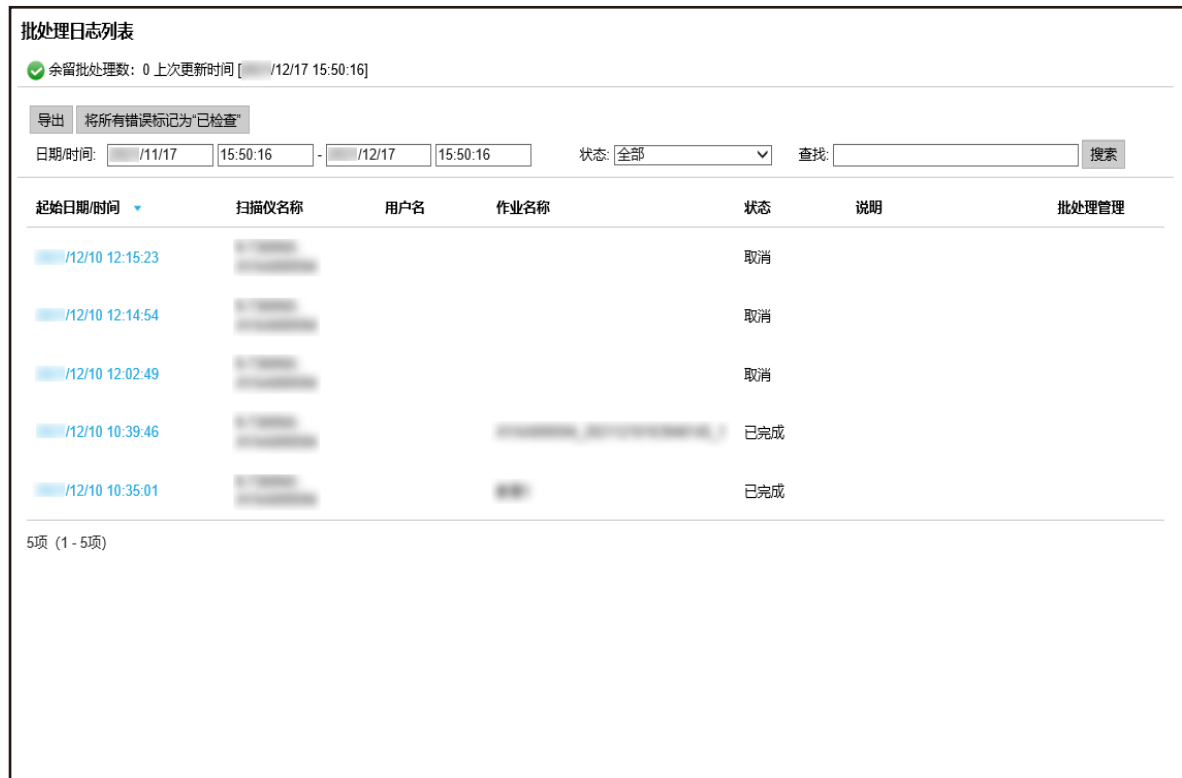 批处理日志列表
余留批处理数：0 上次更新时间 [ /12/17 15:50:16]
导出 将所有错误标记为“已检查”
日期/时间: /11/17 15:50:16 - /12/17 15:50:16 状态: 全部 查找: 搜索
起始日期/时间 扫描仪名称 用户名 作业名称 状态 说明 批处理管理
/12/10 12:15:23 取消
/12/10 12:14:54 取消
/12/10 12:02:49 取消
/12/10 10:39:46 已完成
/12/10 10:35:01 已完成
5项 (1 - 5项)